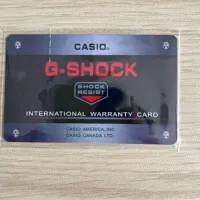 CASIO®
G-SHOCK
SHOCK
RESIST
INTERNATIONAL WARRANTY CARD
CASIO AMERICA, INC.
CASIO CANADA LTD.